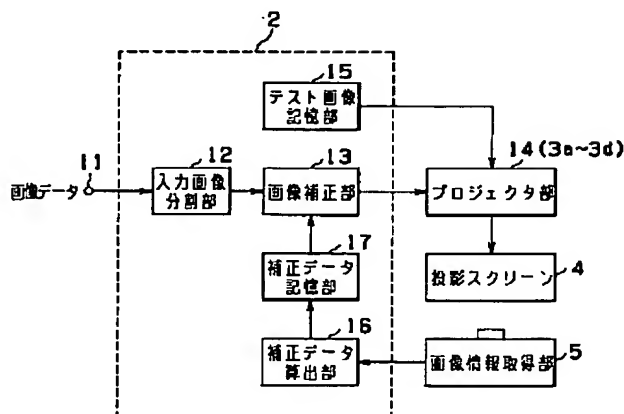 2
15
テスト画像
記憶部
11
画像データ
12
入力画像
分割部
13
画像補正部
14(3a~3d)
プロジェクタ部
17
補正データ
記憶部
投影スクリーン
4
16
補正データ
算出部
画像情報取得部
5